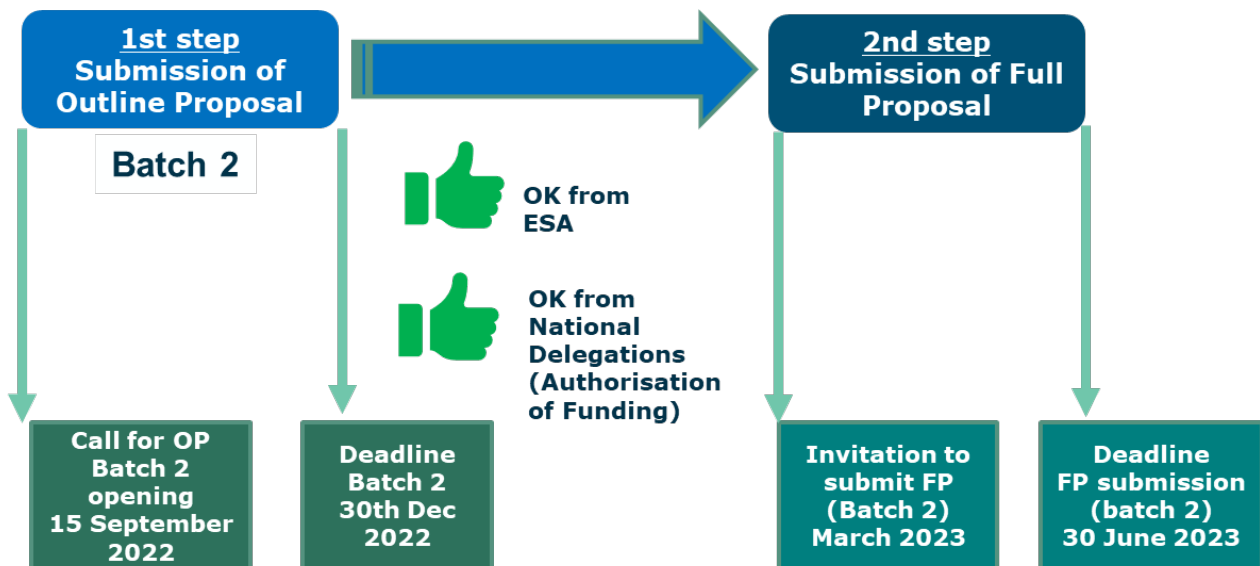 1st step
Submission of
Outline Proposal
2nd step
Submission of Full
Proposal
Batch 2
OK from
ESA
OK from
National
Delegations
(Authorisation
of Funding)
Call for OP
Batch 2
opening
15 September
2022
Deadline
Batch 2
30th Dec
2022
Invitation to
submit FP
(Batch 2)
March 2023
Deadline
FP submission
(batch 2)
30 June 2023